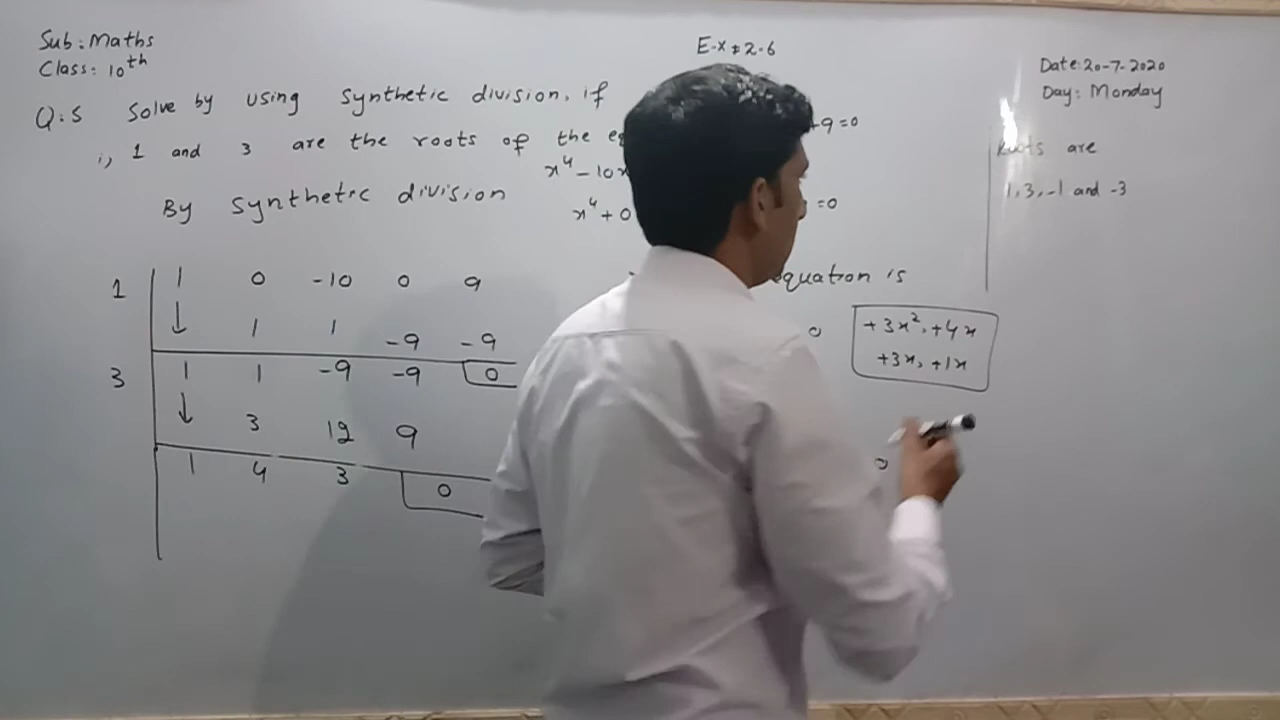 Sub: Maths
Class: 10th
E-x # 2.6
Date: 20-7-2020
Day: Monday
Q:5 Solve by using synthetic division, if
i, 1 and 3 are the roots of the +9=0
x⁴-10x
By synthetic division x⁴+0 =0
Roots are
1, 3, -1 and -3
1 1 0 -10 0 9
↓ 1 1 -9 -9
3 1 1 -9 -9 0
↓ 3 12 9
1 4 3 0
equation is
0
+3x², +4x
+3x, +1x
0